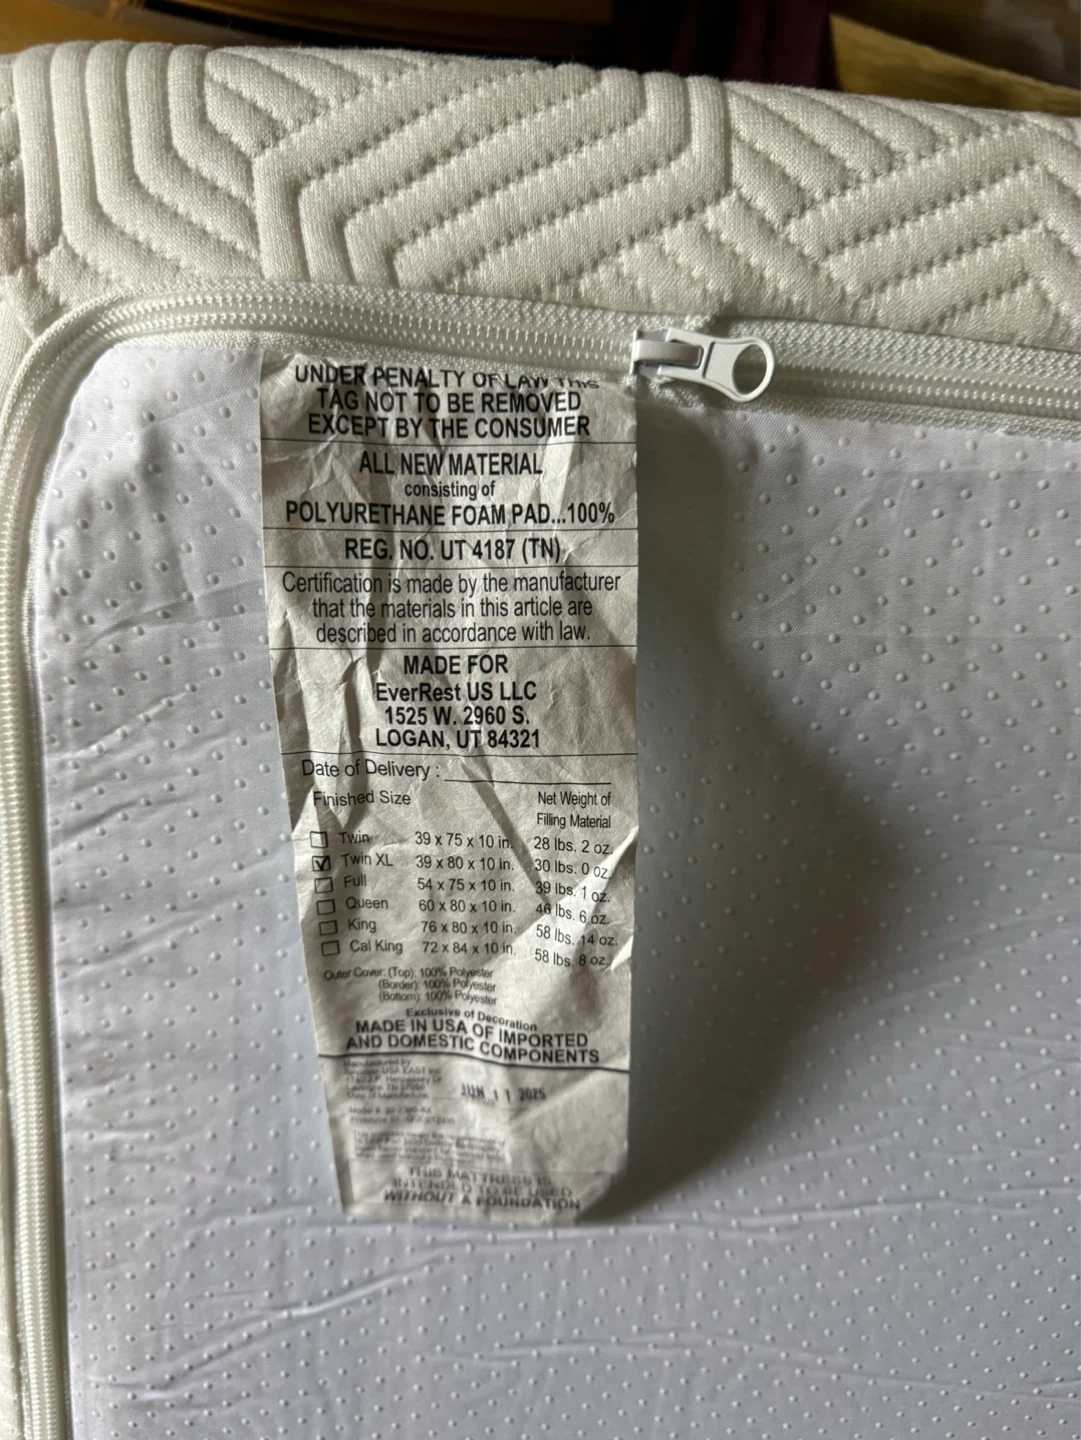 UNDER PENALTY OF LAW THIS
TAG NOT TO BE REMOVED
EXCEPT BY THE CONSUMER
ALL NEW MATERIAL
consisting of
POLYURETHANE FOAM PAD...100%
REG. NO. UT 4187 (TN)
Certification is made by the manufacturer
that the materials in this article are
described in accordance with law.
MADE FOR
EverRest US LLC
1525 W. 2960 S.
LOGAN, UT 84321
Date of Delivery :
Finished Size Net Weight of
Filling Material
Twin 39 x 75 x 10 in. 28 lbs. 2 oz.
Twin XL 39 x 80 x 10 in. 30 lbs. 0 oz.
Full 54 x 75 x 10 in. 39 lbs. 1 oz.
Queen 60 x 80 x 10 in. 46 lbs. 6 oz.
King 76 x 80 x 10 in. 58 lbs. 14 oz.
Cal King 72 x 84 x 10 in. 58 lbs. 8 oz.
Outer Cover: (Top): 100% Polyester
(Border): 100% Polyester
(Bottom): 100% Polyester
Exclusive of Decoration
MADE IN USA OF IMPORTED
AND DOMESTIC COMPONENTS
Manufactured by
USA EAST
Date of Manufacture:
JUN 11 2025
THIS MATTRESS IS
INTENDED TO BE USED
WITHOUT A FOUNDATION